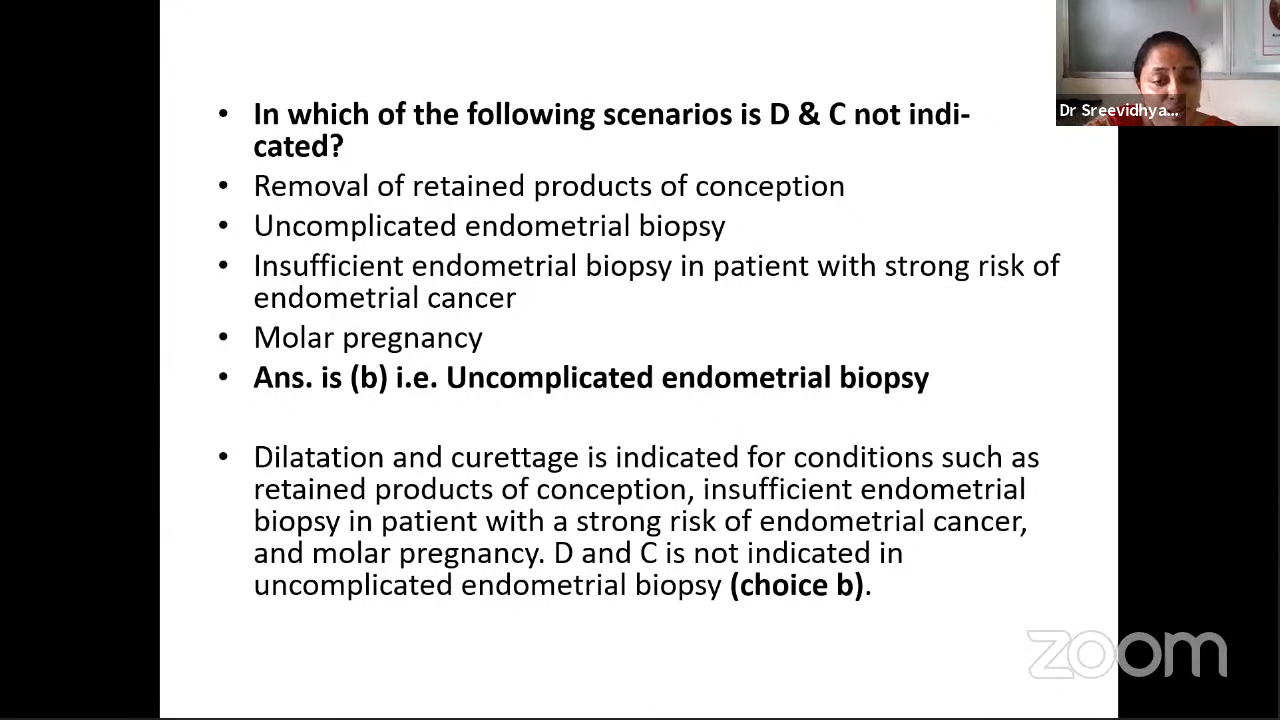 • In which of the following scenarios is D & C not indi-
cated?
• Removal of retained products of conception
• Uncomplicated endometrial biopsy
• Insufficient endometrial biopsy in patient with strong risk of
endometrial cancer
• Molar pregnancy
• Ans. is (b) i.e. Uncomplicated endometrial biopsy
• Dilatation and curettage is indicated for conditions such as
retained products of conception, insufficient endometrial
biopsy in patient with a strong risk of endometrial cancer,
and molar pregnancy. D and C is not indicated in
uncomplicated endometrial biopsy (choice b).
Dr Sreevidhya...
zoom